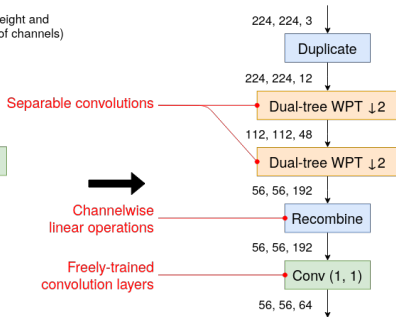 eight and
of channels)
224, 224, 3
Duplicate
224, 224, 12
Separable convolutions
Dual-tree WPT ↓2
112, 112, 48
Dual-tree WPT ↓2
56, 56, 192
Channelwise
linear operations
Recombine
56, 56, 192
Freely-trained
convolution layers
Conv (1, 1)
56, 56, 64